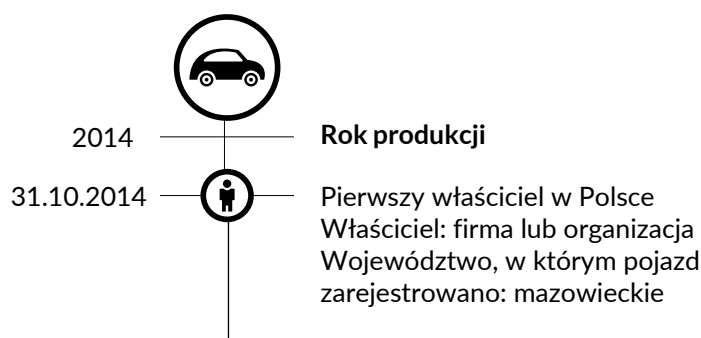 2014
Rok produkcji
31.10.2014
Pierwszy właściciel w Polsce
Właściciel: firma lub organizacja
Województwo, w którym pojazd
zarejestrowano: mazowieckie